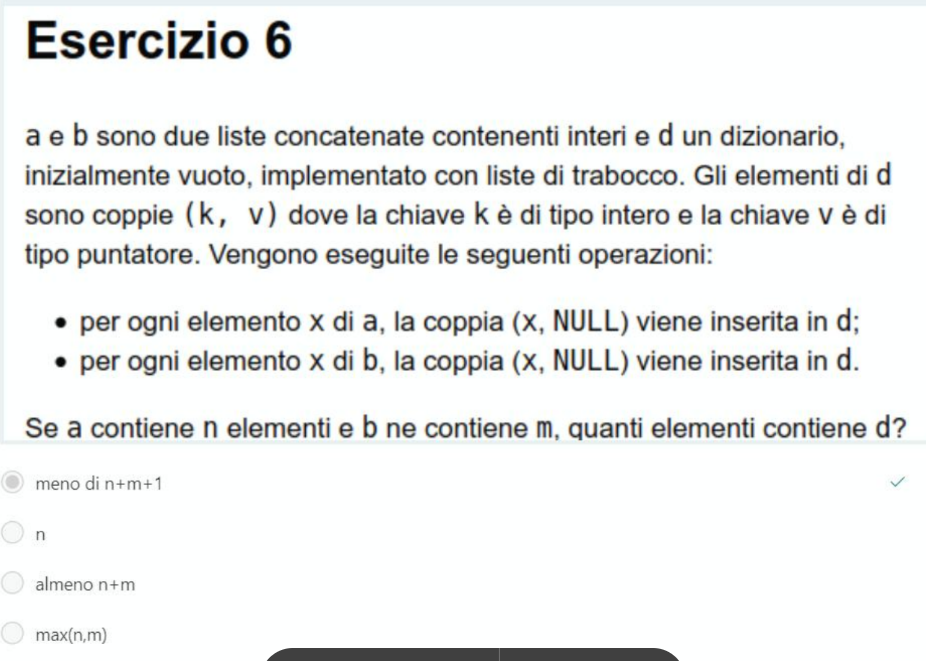 Esercizio 6
a e b sono due liste concatenate contenenti interi e d un dizionario,
inizialmente vuoto, implementato con liste di trabocco. Gli elementi di d
sono coppie (k, v) dove la chiave k è di tipo intero e la chiave v è di
tipo puntatore. Vengono eseguite le seguenti operazioni:
• per ogni elemento x di a, la coppia (x, NULL) viene inserita in d;
• per ogni elemento x di b, la coppia (x, NULL) viene inserita in d.
Se a contiene n elementi e b ne contiene m, quanti elementi contiene d?
meno di n+m+1
n
almeno n+m
max(n,m)